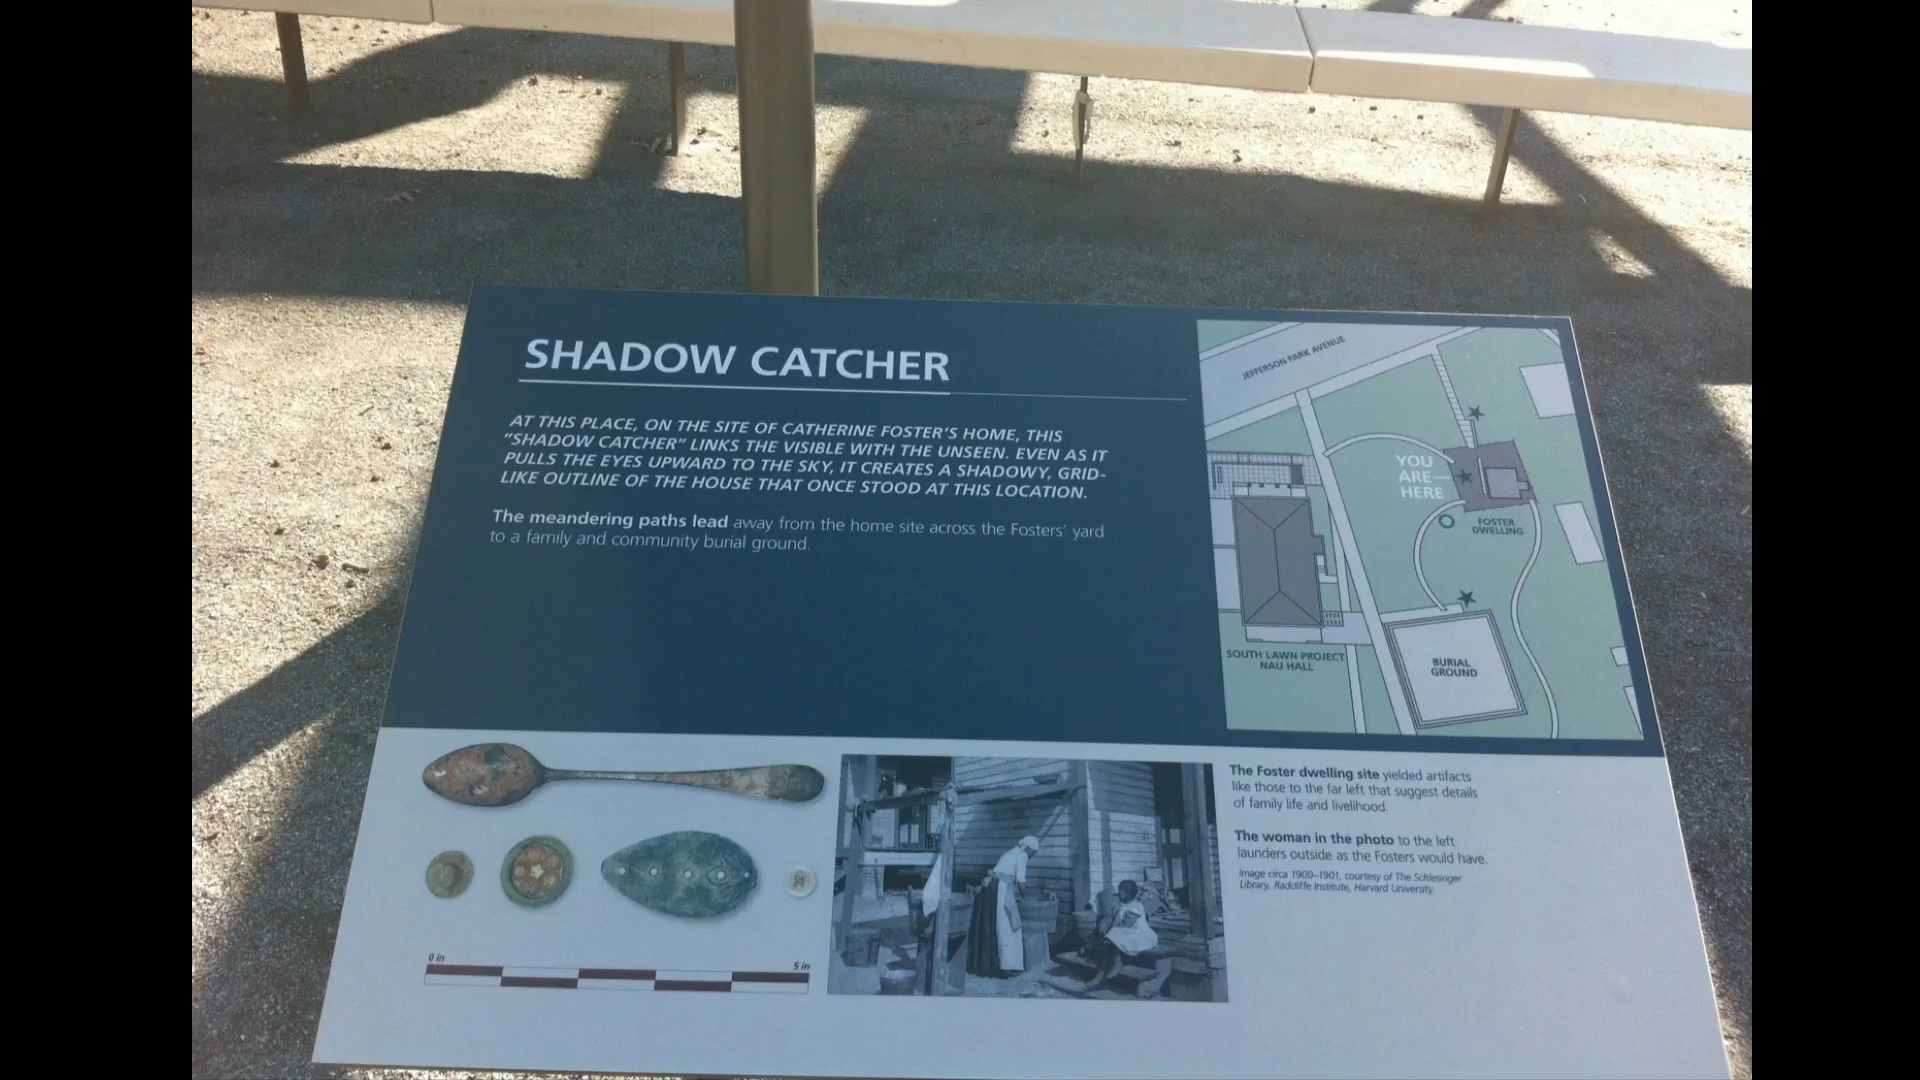 SHADOW CATCHER
AT THIS PLACE, ON THE SITE OF CATHERINE FOSTER'S HOME, THIS
"SHADOW CATCHER" LINKS THE VISIBLE WITH THE UNSEEN. EVEN AS IT
PULLS THE EYES UPWARD TO THE SKY, IT CREATES A SHADOWY, GRID-
LIKE OUTLINE OF THE HOUSE THAT ONCE STOOD AT THIS LOCATION.
The meandering paths lead away from the home site across the Fosters' yard
to a family and community burial ground.
JEFFERSON PARK AVENUE
YOU
ARE
HERE
FOSTER
DWELLING
SOUTH LAWN PROJECT
NAU HALL
BURIAL
GROUND
0 in
5 in
The Foster dwelling site yielded artifacts
like those to the far left that suggest details
of family life and livelihood.
The woman in the photo to the left
launders outside as the Fosters would have.
Image circa 1900–1901, courtesy of The Schlesinger
Library, Radcliffe Institute, Harvard University.